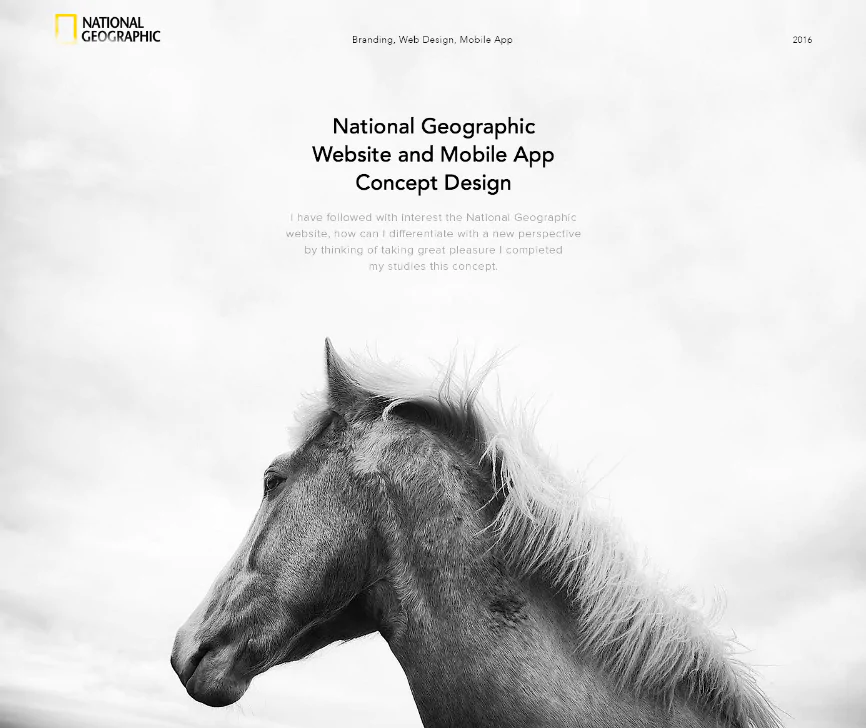 NATIONAL
GEOGRAPHIC
Branding, Web Design, Mobile App
2016
National Geographic
Website and Mobile App
Concept Design
I have followed with interest the National Geographic
website, how can I differentiate with a new perspective
by thinking of taking great pleasure I completed
my studies this concept.